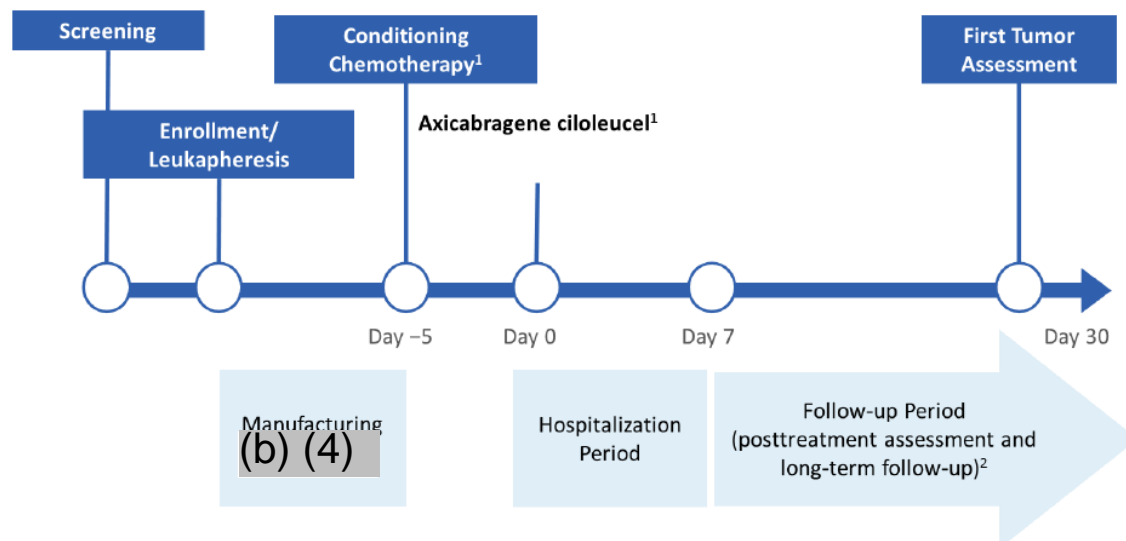 Screening
Conditioning
Chemotherapy¹
First Tumor
Assessment
Enrollment/
Leukapheresis
Axicabragene ciloleucel¹
Day −5
Day 0
Day 7
Day 30
Manufacturing
(b) (4)
Hospitalization
Period
Follow-up Period
(posttreatment assessment and
long-term follow-up)²